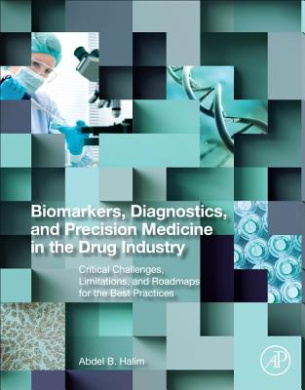 Biomarkers, Diagnostics,
and Precision Medicine
in the Drug Industry
Critical Challenges,
Limitations, and Roadmaps
for the Best Practices
Abdel B. Halim
AP